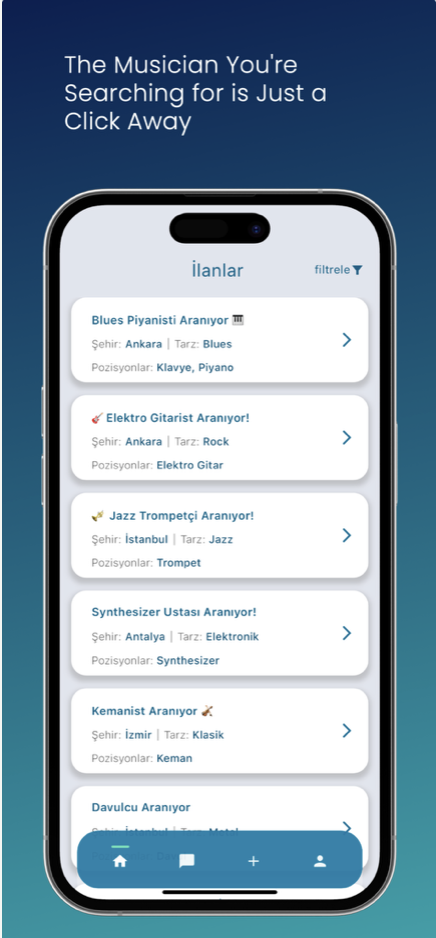 The Musician You're
Searching for is Just a
Click Away
İlanlar
filtrele
Blues Piyanisti Aranıyor 🎹
Şehir: Ankara | Tarz: Blues
Pozisyonlar: Klavye, Piyano
🎸 Elektro Gitarist Aranıyor!
Şehir: Ankara | Tarz: Rock
Pozisyonlar: Elektro Gitar
🎺 Jazz Trompetçi Aranıyor!
Şehir: İstanbul | Tarz: Jazz
Pozisyonlar: Trompet
Synthesizer Ustası Aranıyor!
Şehir: Antalya | Tarz: Elektronik
Pozisyonlar: Synthesizer
Kemanist Aranıyor 🎻
Şehir: İzmir | Tarz: Klasik
Pozisyonlar: Keman
Davulcu Aranıyor
Şehir: İstanbul | Tarz: Metal